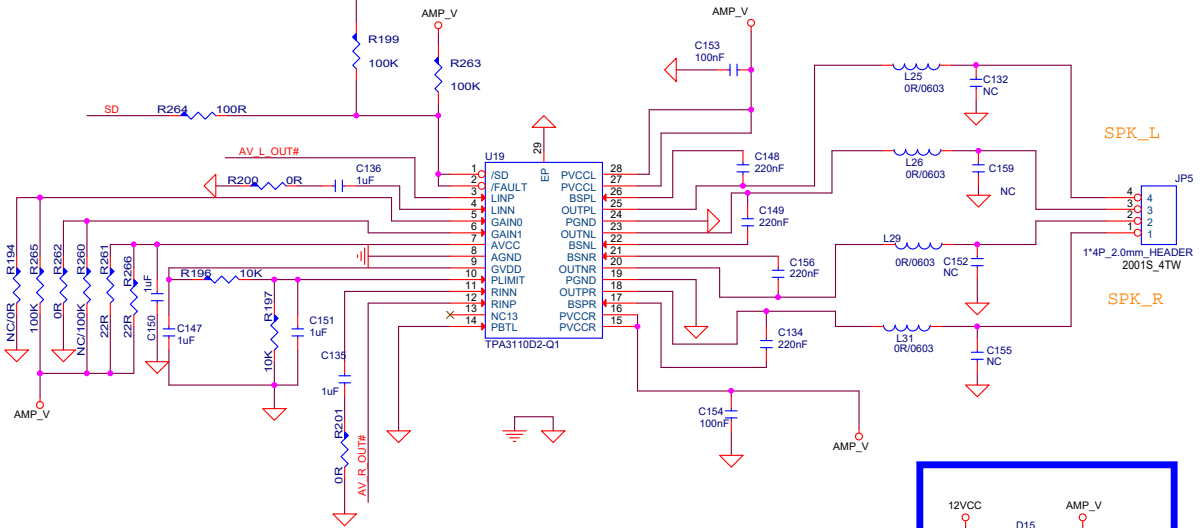 AMP_V
AMP_V
R199
100K
R263
100K
C153
100nF
SD
R264
100R
L25
0R/0603
C132
NC
SPK_L
29
EP
U19
AV_L_OUT#
C136
1uF
R200
0R
C148
220nF
L26
0R/0603
C159
NC
JP5
1 /SD
2 /FAULT
3 LINP
4 LINN
5 GAIN0
6 GAIN1
7 AVCC
8 AGND
9 GVDD
10 PLIMIT
11 RINN
12 RINP
13 NC13
14 PBTL
PVCCL 28
PVCCL 27
BSPL 26
OUTPL 25
PGND 24
OUTNL 23
BSNL 22
BSNR 21
OUTNR 20
PGND 19
OUTPR 18
BSPR 17
PVCCR 16
PVCCR 15
TPA3110D2-Q1
C149
220nF
4 4
3 3
2 2
1 1
1*4P_2.0mm_HEADER
2001S_4TW
L29
0R/0603
C152
NC
C156
220nF
SPK_R
R194
NC/0R
R265
100K
R262
0R
R260
NC/100K
R261
22R
R266
22R
1uF
C150
R196
10K
C147
1uF
R197
10K
C151
1uF
C135
1uF
C134
220nF
L31
0R/0603
C155
NC
AMP_V
R201
0R
AV_R_OUT#
C154
100nF
AMP_V
12VCC
D15
AMP_V